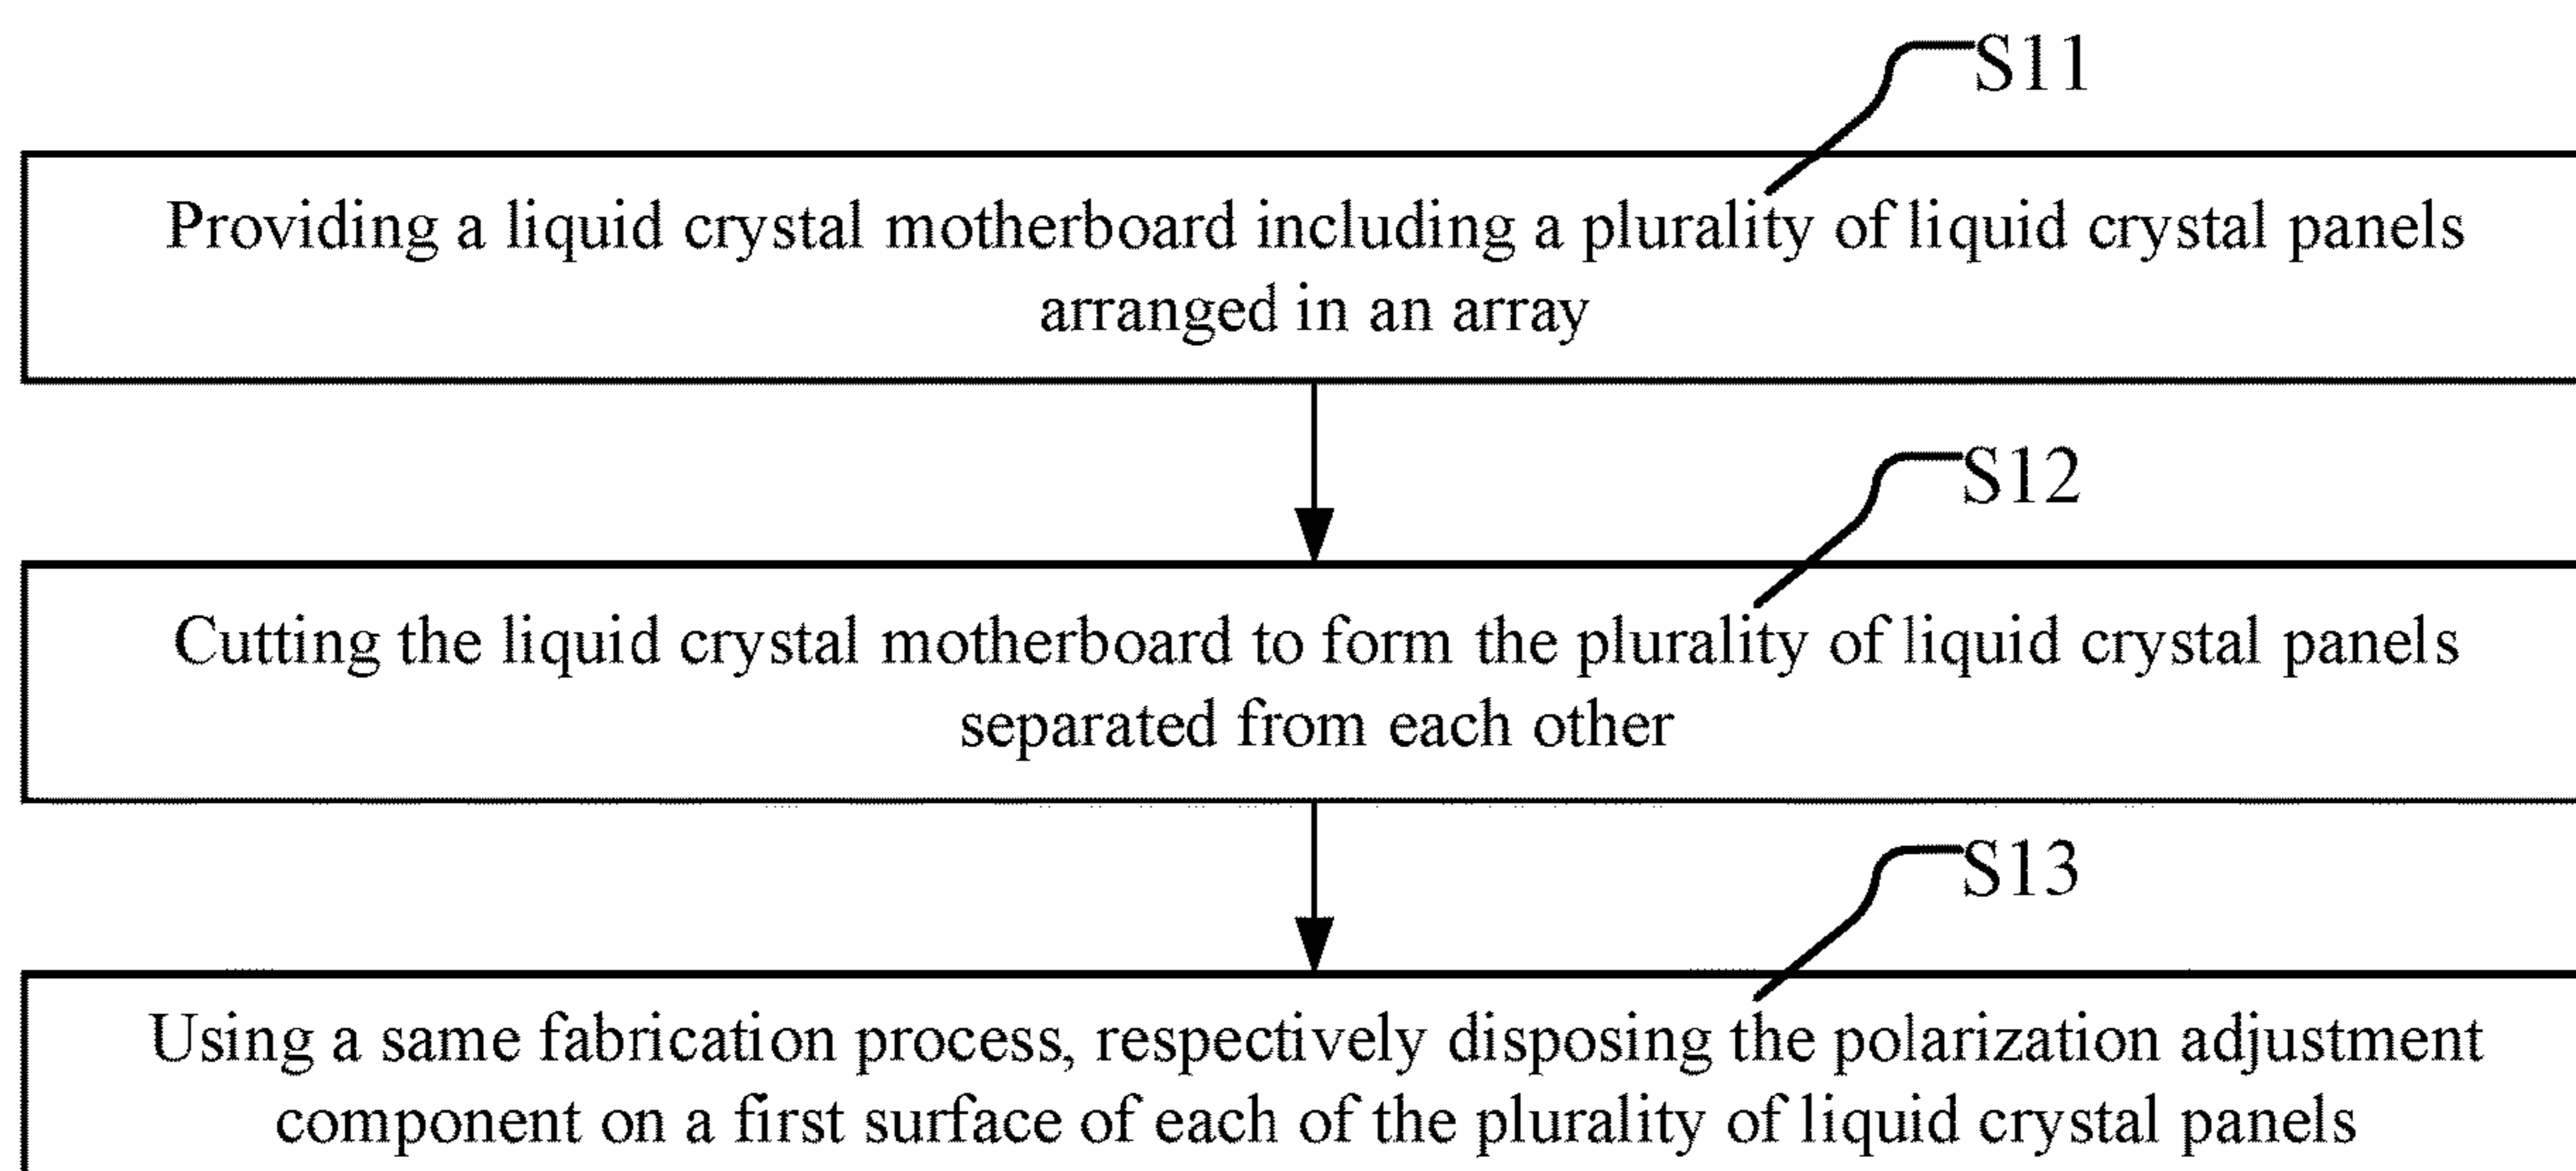 S11
Providing a liquid crystal motherboard including a plurality of liquid crystal panels
arranged in an array
S12
Cutting the liquid crystal motherboard to form the plurality of liquid crystal panels
separated from each other
S13
Using a same fabrication process, respectively disposing the polarization adjustment
component on a first surface of each of the plurality of liquid crystal panels